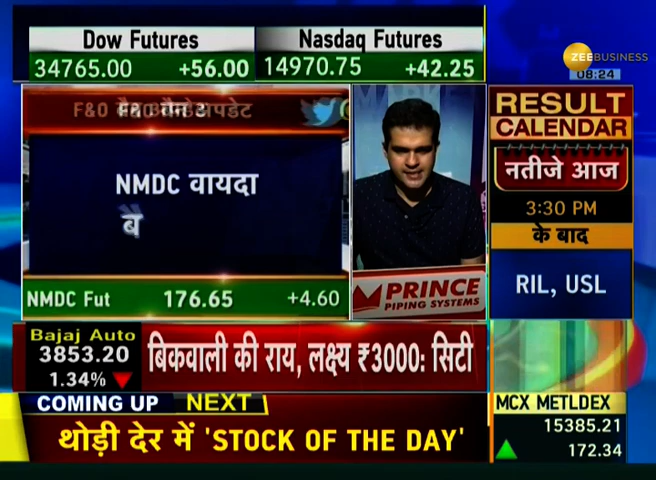 Dow Futures
34765.00 +56.00
Nasdaq Futures
14970.75 +42.25
ZEEBUSINESS
08:24
F&O
NMDC वायदा
NMDC Fut 176.65 +4.60
PRINCE
PIPING SYSTEMS
RESULT
CALENDAR
नतीजे आज
3:30 PM
के बाद
RIL, USL
Bajaj Auto
3853.20
1.34%
बिकवाली की राय, लक्ष्य ₹3000: सिटी
COMING UP NEXT
थोड़ी देर में 'STOCK OF THE DAY'
MCX METLDEX
15385.21
172.34